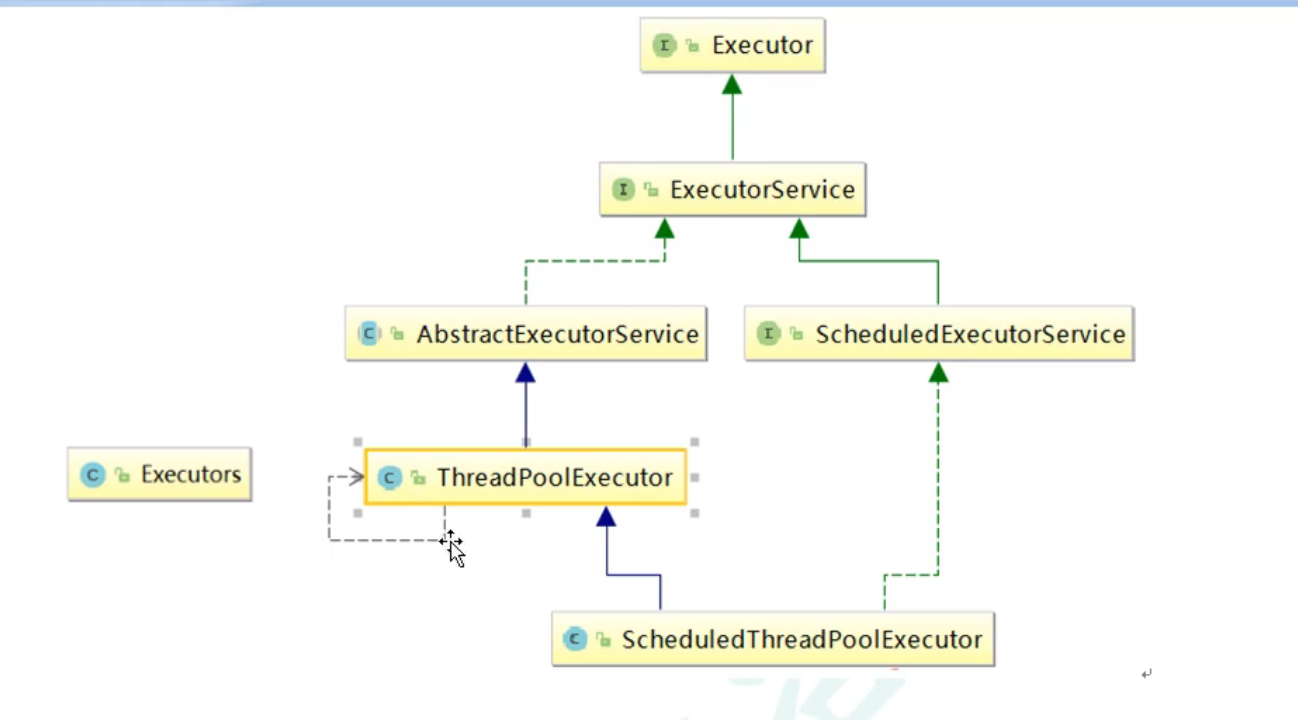 Executor
ExecutorService
AbstractExecutorService
ScheduledExecutorService
Executors
ThreadPoolExecutor
ScheduledThreadPoolExecutor